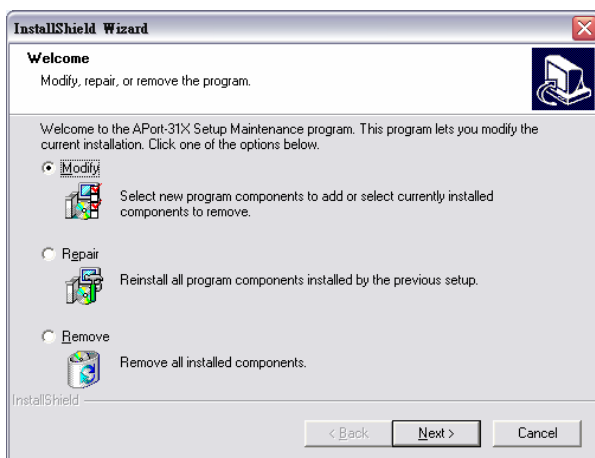 InstallShield Wizard
Welcome
Modify, repair, or remove the program.
Welcome to the APort-31X Setup Maintenance program. This program lets you modify the
current installation. Click one of the options below.
Modify
Select new program components to add or select currently installed
components to remove.
Repair
Reinstall all program components installed by the previous setup.
Remove
Remove all installed components.
InstallShield
< Back
Next >
Cancel